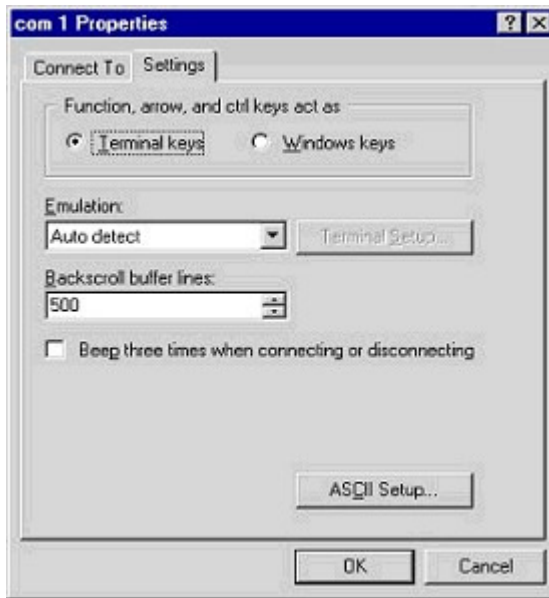 com 1 Properties
Connect To Settings
Function, arrow, and ctrl keys act as
Terminal keys Windows keys
Emulation:
Auto detect Terminal Setup...
Backscroll buffer lines:
500
Beep three times when connecting or disconnecting
ASCII Setup...
OK Cancel